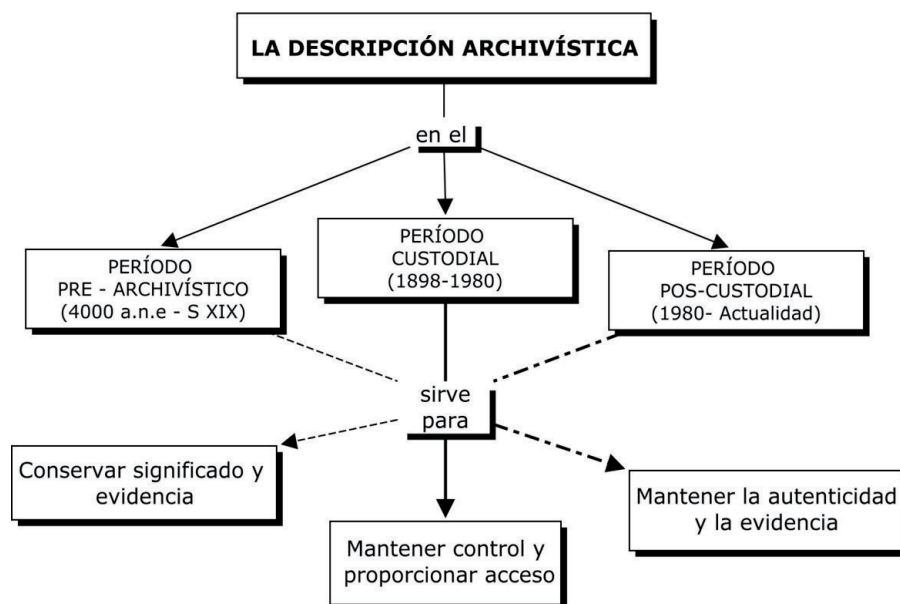 LA DESCRIPCIÓN ARCHIVÍSTICA
en el
PERÍODO
PRE - ARCHIVÍSTICO
(4000 a.n.e - S XIX)
PERÍODO
CUSTODIAL
(1898-1980)
PERÍODO
POS-CUSTODIAL
(1980- Actualidad)
sirve
para
Conservar significado y
evidencia
Mantener control y
proporcionar acceso
Mantener la autenticidad
y la evidencia